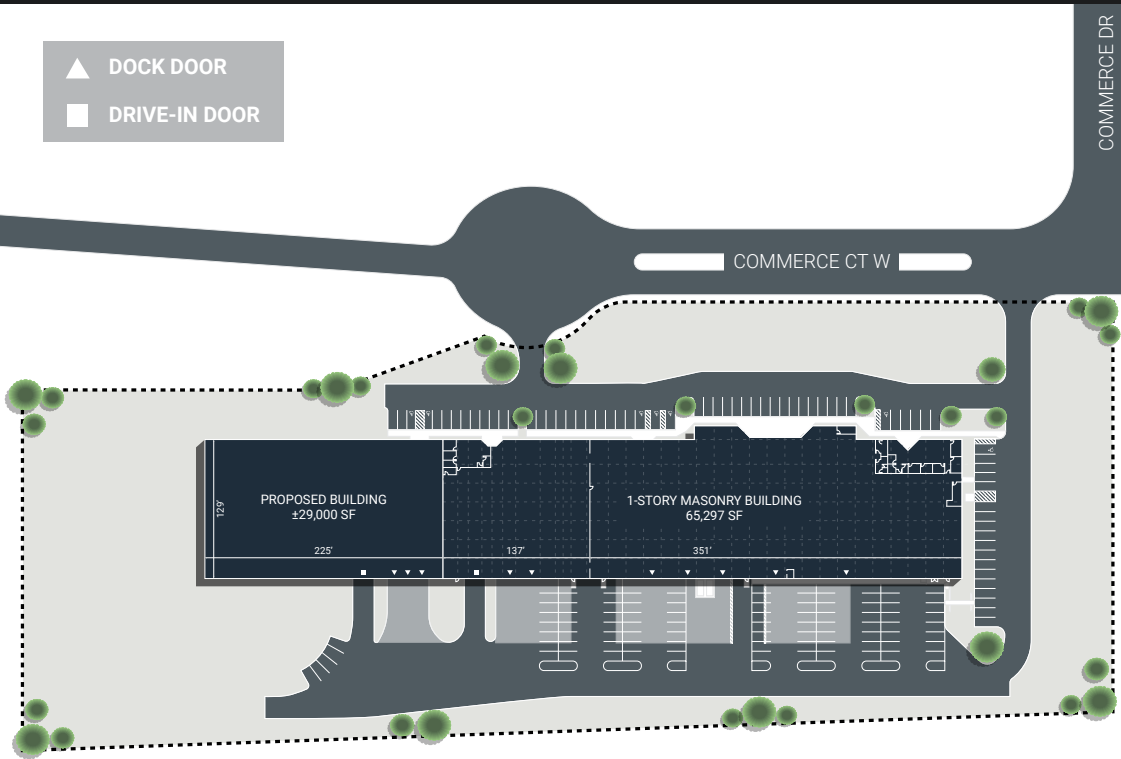 DOCK DOOR
DRIVE-IN DOOR
COMMERCE DR
COMMERCE CT W
PROPOSED BUILDING
±29,000 SF
129'
225'
137'
1-STORY MASONRY BUILDING
65,297 SF
351'